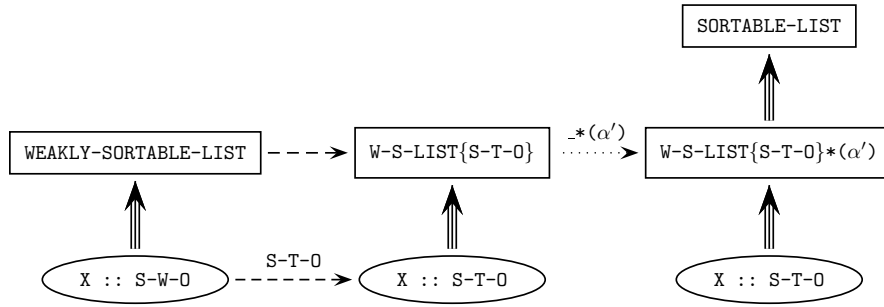 SORTABLE-LIST
_*(α′)
WEAKLY-SORTABLE-LIST
W-S-LIST{S-T-O}
W-S-LIST{S-T-O}*(α′)
S-T-O
X :: S-W-O
X :: S-T-O
X :: S-T-O